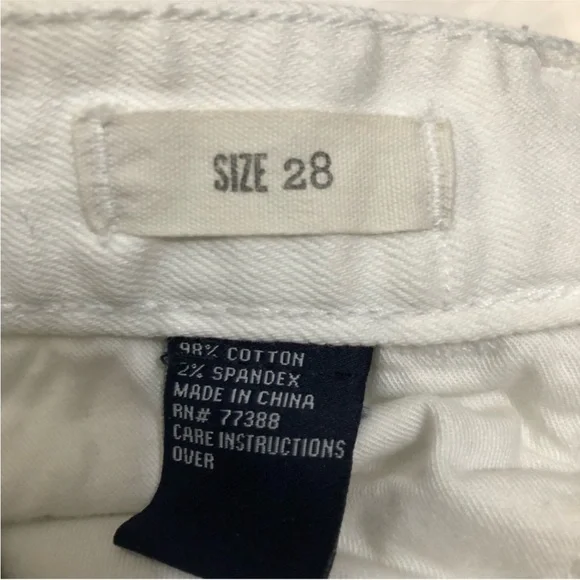 SIZE 28
98% COTTON
2% SPANDEX
MADE IN CHINA
RN# 77388
CARE INSTRUCTIONS
OVER